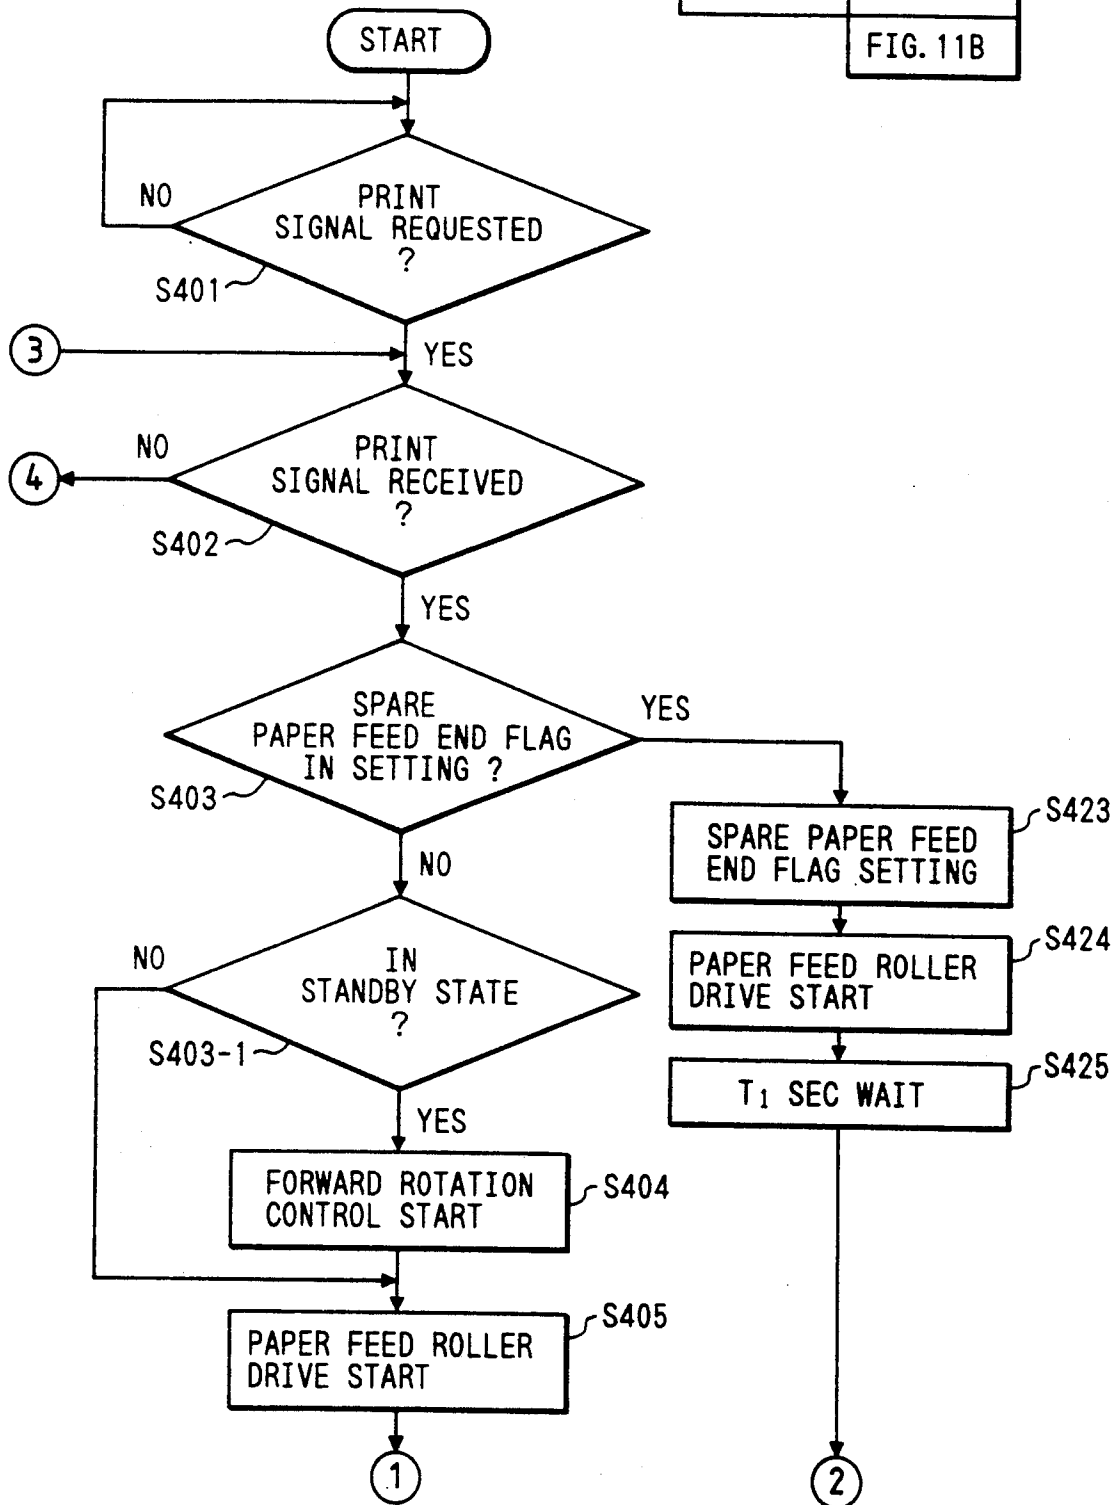 FIG. 11B
START
PRINT
SIGNAL REQUESTED
?
NO
S401
3
YES
PRINT
SIGNAL RECEIVED
?
NO
4
S402
YES
SPARE
PAPER FEED END FLAG
IN SETTING ?
YES
S403
NO
SPARE PAPER FEED
END FLAG SETTING
S423
PAPER FEED ROLLER
DRIVE START
S424
T1 SEC WAIT
S425
IN
STANDBY STATE
?
NO
S403-1
YES
FORWARD ROTATION
CONTROL START
S404
PAPER FEED ROLLER
DRIVE START
S405
1
2